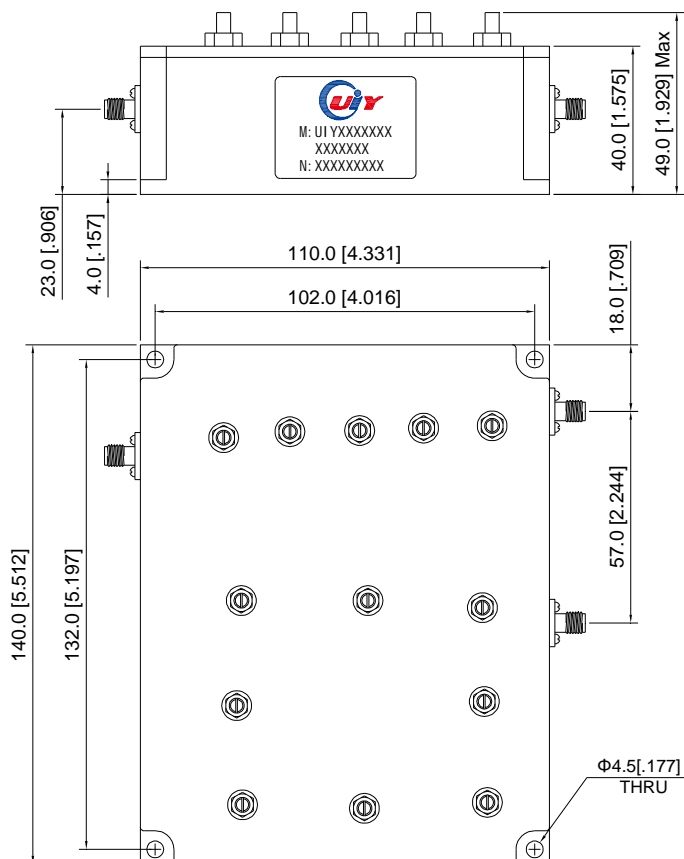 UiY
M: UIYXXXXXXX
XXXXXXX
N: XXXXXXXXX
40.0 [1.575]
49.0 [1.929] Max
23.0 [.906]
4.0 [.157]
110.0 [4.331]
102.0 [4.016]
18.0 [.709]
57.0 [2.244]
140.0 [5.512]
132.0 [5.197]
Φ4.5[.177]
THRU